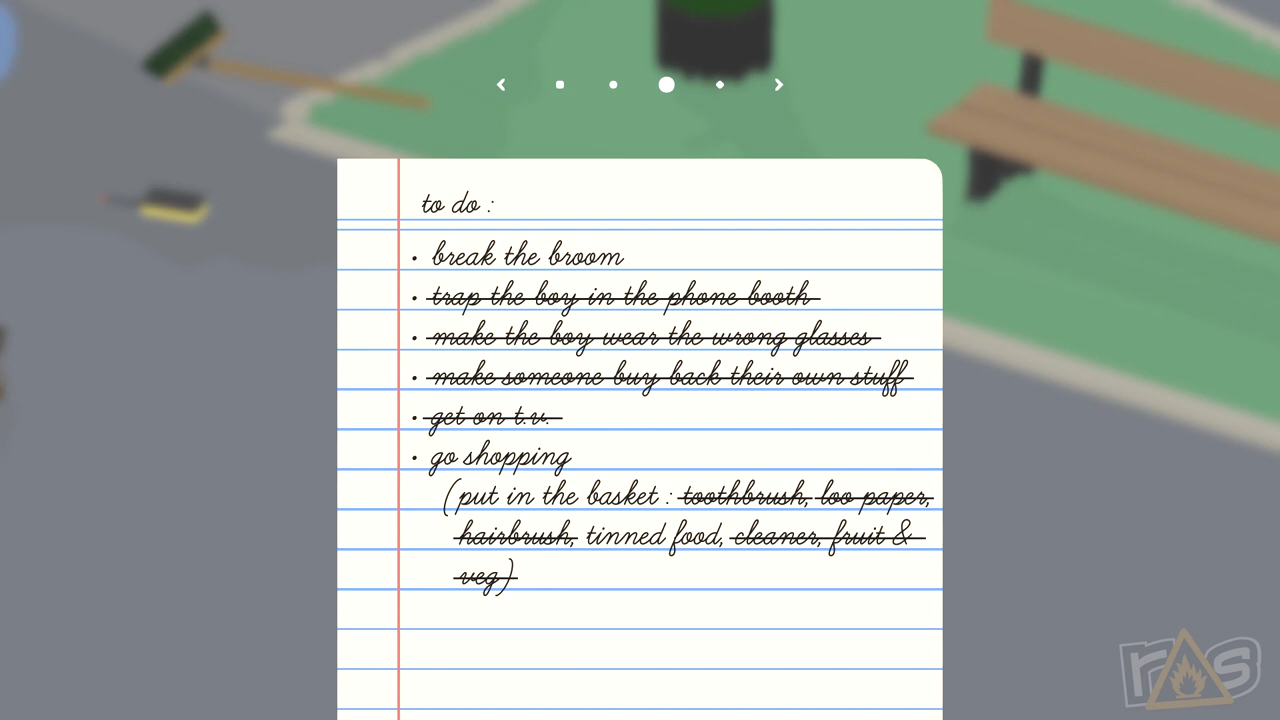 to do :
• break the broom
• trap the boy in the phone booth
• make the boy wear the wrong glasses
• make someone buy back their own stuff
• get on t.v.
• go shopping
(put in the basket : toothbrush, loo paper,
hairbrush, tinned food, cleaner, fruit &
veg)
ras